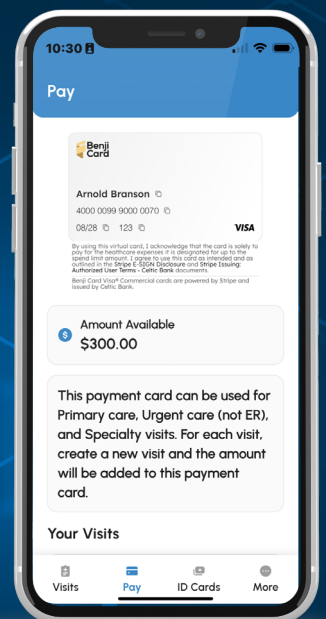 10:30
Pay
Benji
Card
Arnold Branson
4000 0099 9000 0070
08/28 123 VISA
By using this virtual card, I acknowledge that the card is solely to
pay for the healthcare expenses it is designated for up to the
spend limit amount. I agree to use this card as intended and as
outlined in the Stripe E-SIGN Disclosure and Stripe Issuing:
Authorized User Terms - Celtic Bank documents.
Benji Card Visa® Commercial cards are powered by Stripe and
issued by Celtic Bank.
Amount Available
$300.00
This payment card can be used for
Primary care, Urgent care (not ER),
and Specialty visits. For each visit,
create a new visit and the amount
will be added to this payment
card.
Your Visits
Visits Pay ID Cards More